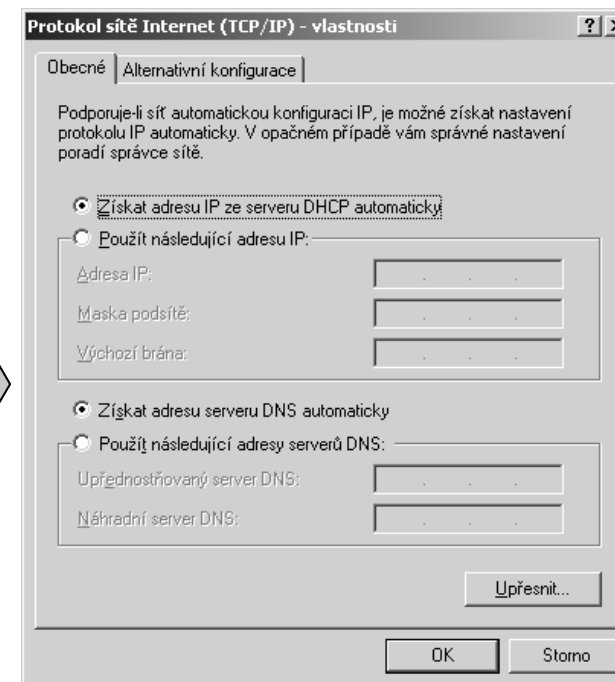 Protokol sítě Internet (TCP/IP) - vlastnosti
Obecné
Alternativní konfigurace
Podporuje-li síť automatickou konfiguraci IP, je možné získat nastavení
protokolu IP automaticky. V opačném případě vám správné nastavení
poradí správce sítě.
Získat adresu IP ze serveru DHCP automaticky
Použít následující adresu IP:
Adresa IP:
Maska podsítě:
Výchozí brána:
Získat adresu serveru DNS automaticky
Použít následující adresy serverů DNS:
Upřednostňovaný server DNS:
Náhradní server DNS:
Upřesnit...
OK
Storno